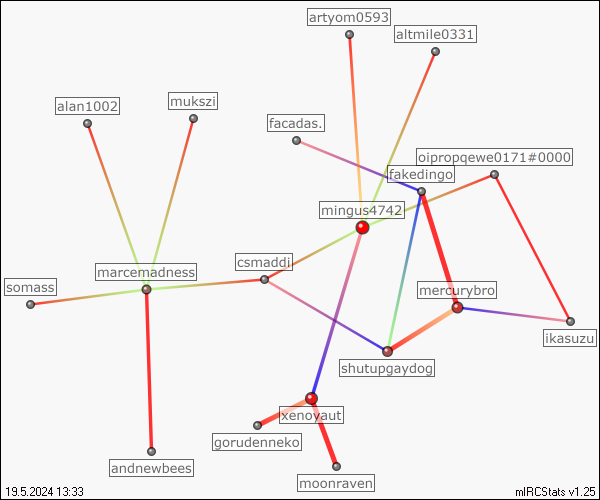 artyom0593
altmile0331
alan1002
mukszi
facadas.
oipropqewe0171#0000
fakedingo
mingus4742
csmaddi
marcemadness
somass
mercurybro
ikasuzu
shutupgaydog
xenovaut
gorudenneko
andnewbees
moonraven
19.5.2024 13:33
mIRCStats v1.25